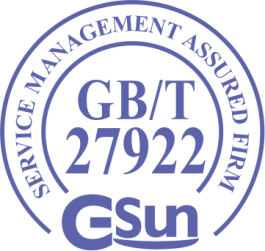 SERVICE MANAGEMENT ASSURED FIRM
GB/T
27922
GSun